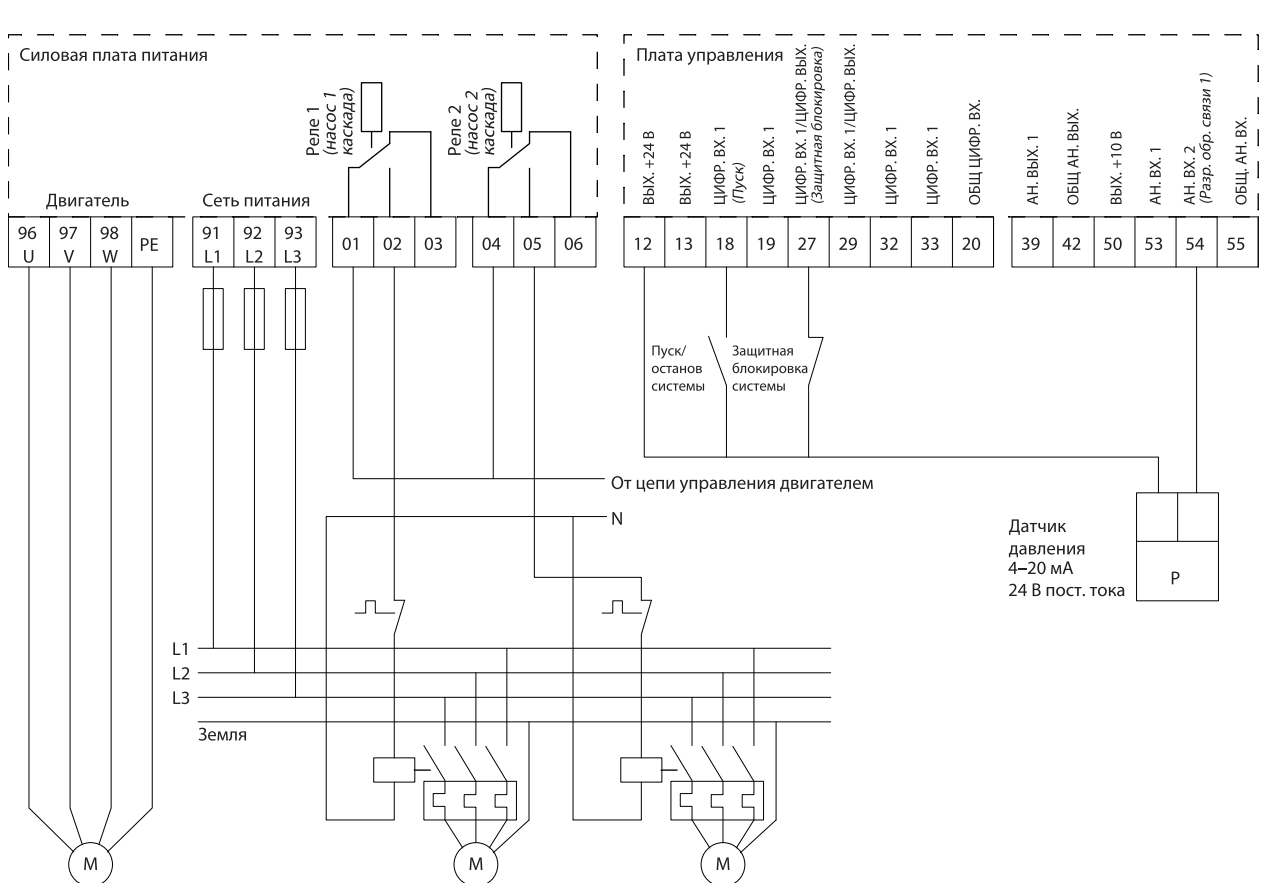 Силовая плата питания
Реле 1
(насос 1
каскада)
Реле 2
(насос 2
каскада)
Двигатель
Сеть питания
96
U
97
V
98
W
PE
91
L1
92
L2
93
L3
01
02
03
04
05
06
Плата управления
ВЫХ. +24 В
ВЫХ. +24 В
ЦИФР. ВХ. 1
(Пуск)
ЦИФР. ВХ. 1
ЦИФР. ВХ. 1/ЦИФР. ВЫХ.
(Защитная блокировка)
ЦИФР. ВХ. 1/ЦИФР. ВЫХ.
ЦИФР. ВХ. 1
ЦИФР. ВХ. 1
ОБЩ ЦИФР. ВХ.
АН. ВЫХ. 1
ОБЩ АН. ВЫХ.
ВЫХ. +10 В
АН. ВХ. 1
АН. ВХ. 2
(Разр. обр. связи 1)
ОБЩ. АН. ВХ.
12
13
18
19
27
29
32
33
20
39
42
50
53
54
55
Пуск/
останов
системы
Защитная
блокировка
системы
От цепи управления двигателем
N
Датчик
давления
4–20 мА
24 В пост. тока
P
L1
L2
L3
Земля
M
M
M